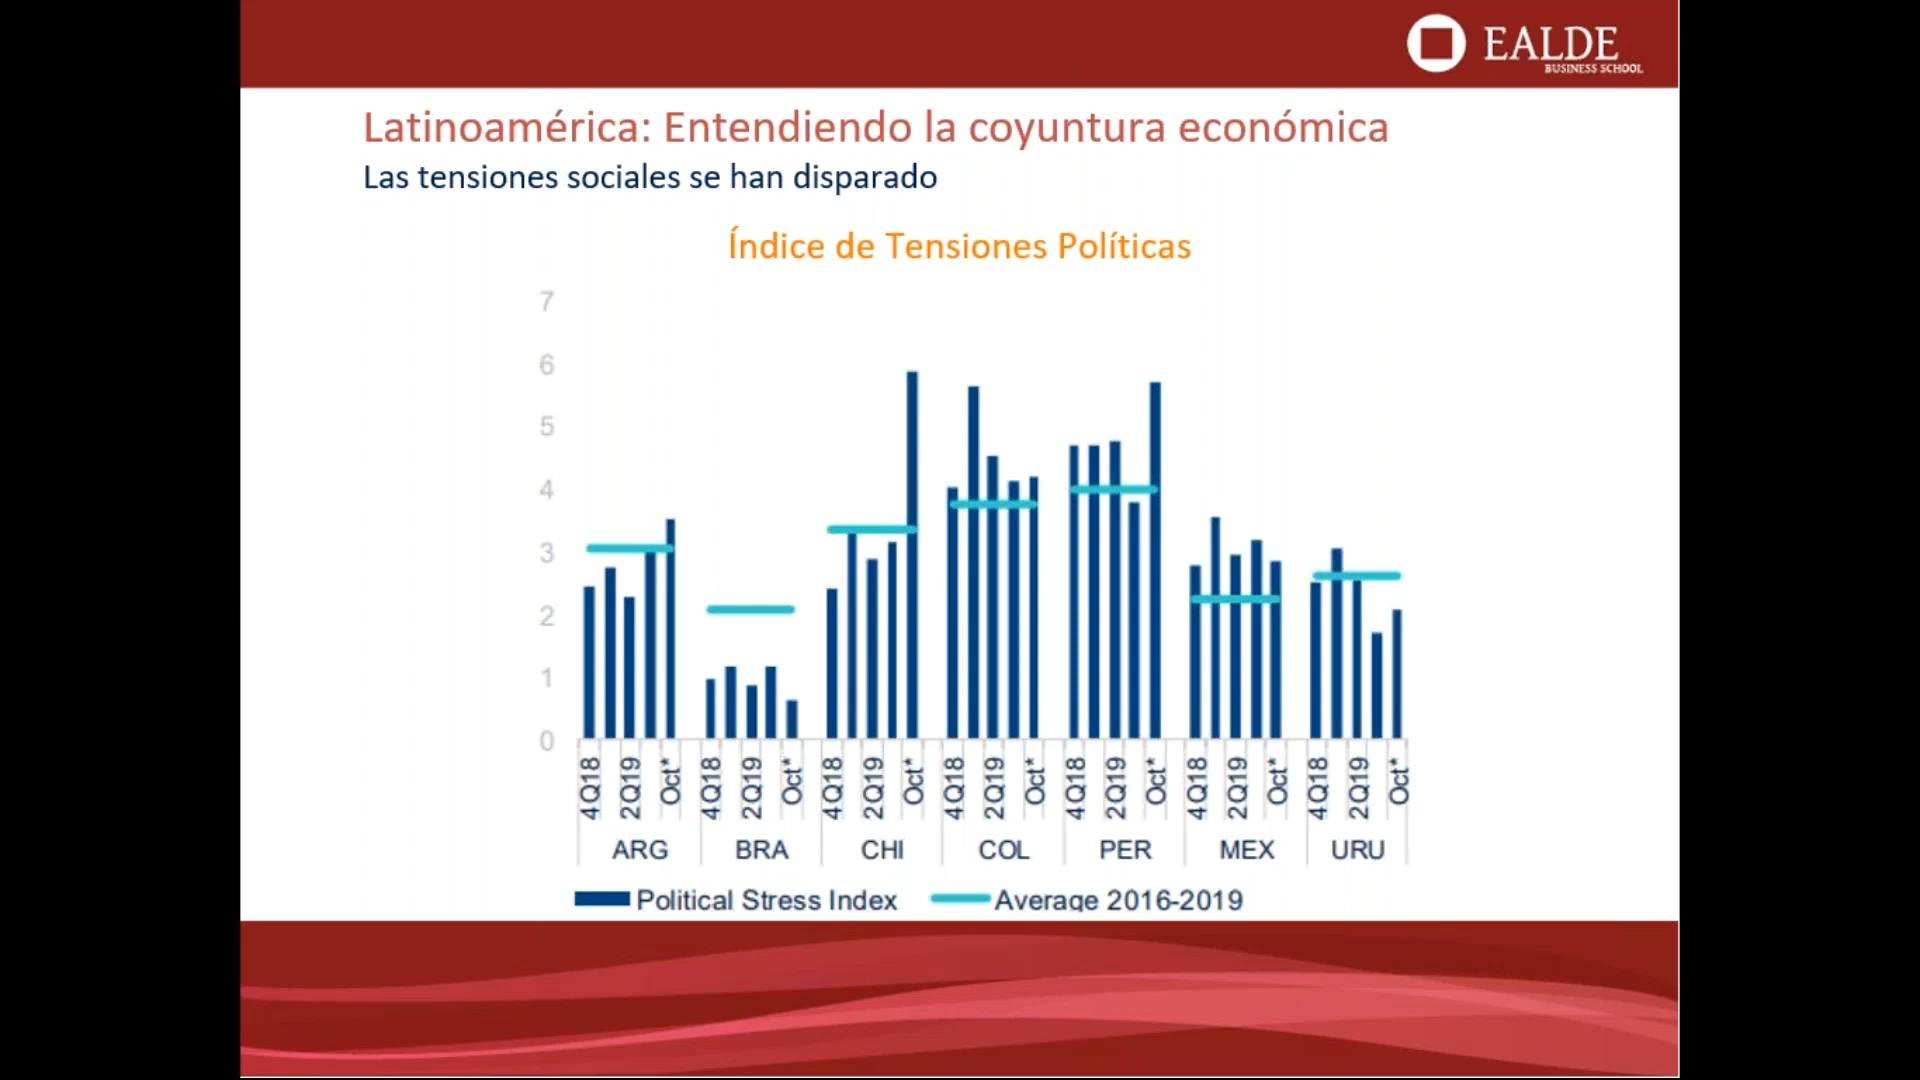 EALDE
BUSINESS SCHOOL
Latinoamérica: Entendiendo la coyuntura económica
Las tensiones sociales se han disparado
Índice de Tensiones Políticas
7
6
5
4
3
2
1
0
4Q18 2Q19 Oct* 4Q18 2Q19 Oct* 4Q18 2Q19 Oct* 4Q18 2Q19 Oct* 4Q18 2Q19 Oct* 4Q18 2Q19 Oct* 4Q18 2Q19 Oct*
ARG BRA CHI COL PER MEX URU
Political Stress Index Average 2016-2019